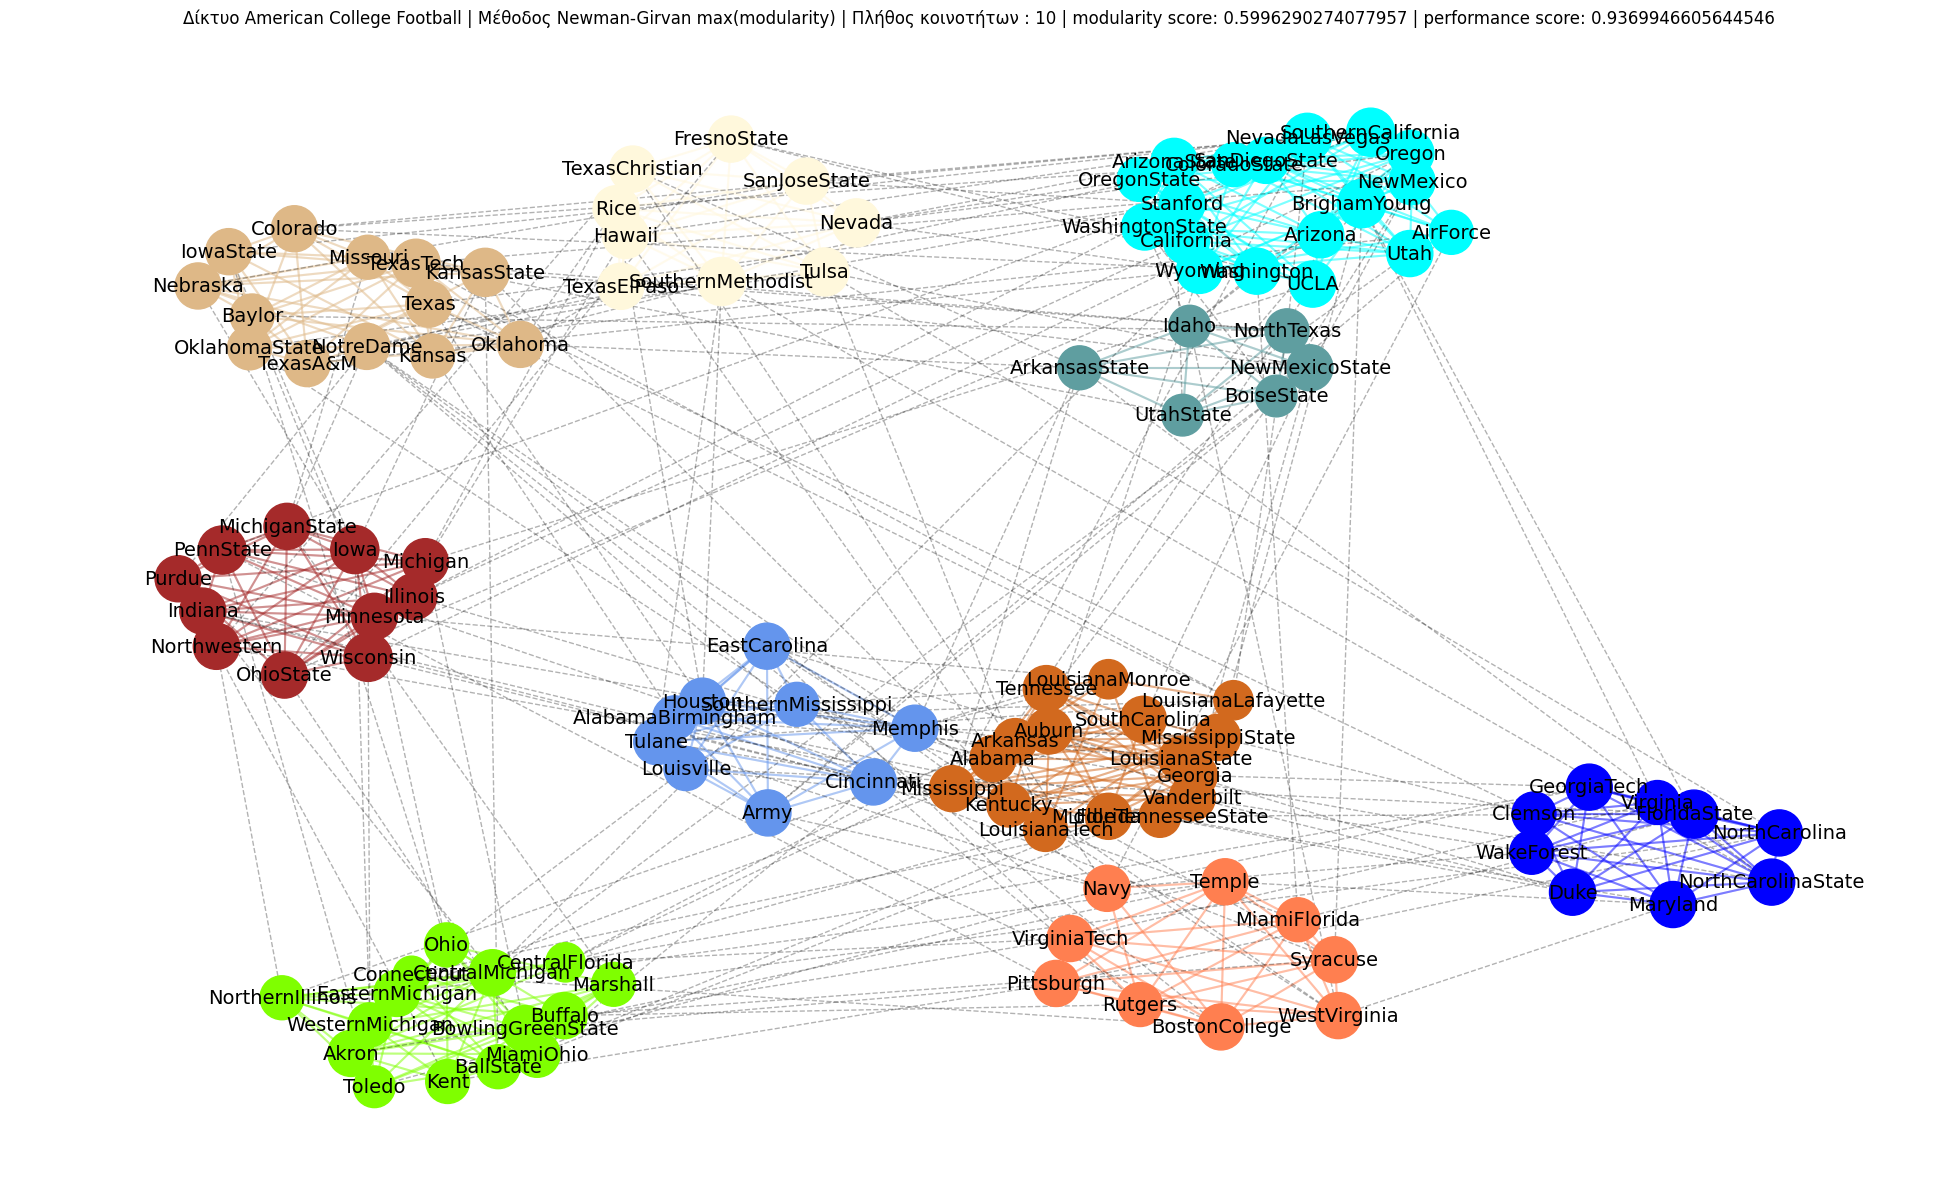 Δίκτυο American College Football | Μέθοδος Newman-Girvan max(modularity) | Πλήθος κοινοτήτων : 10 | modularity score: 0.5996290274077957 | performance score: 0.9369946605644546
FresnoState
TexasChristian
SanJoseState
Rice
Nevada
Hawaii
Tulsa
TexasElPaso
SouthernMethodist
SouthernCalifornia
NevadaLasVegas
Oregon
ArizonaState
SanDiegoState
ColoradoState
OregonState
NewMexico
Stanford
BrighamYoung
WashingtonState
AirForce
Arizona
California
Utah
Wyoming
Washington
UCLA
Colorado
IowaState
Missouri
TexasTech
KansasState
Nebraska
Texas
Baylor
OklahomaState
NotreDame
Oklahoma
Kansas
TexasA&M
Idaho
NorthTexas
ArkansasState
NewMexicoState
BoiseState
UtahState
MichiganState
PennState
Iowa
Michigan
Purdue
Illinois
Indiana
Minnesota
Northwestern
Wisconsin
OhioState
EastCarolina
Houston
SouthernMississippi
AlabamaBirmingham
Memphis
Tulane
Louisville
Cincinnati
Army
LouisianaMonroe
Tennessee
LouisianaLafayette
SouthCarolina
Auburn
MississippiState
Arkansas
Alabama
LouisianaState
Georgia
Mississippi
Vanderbilt
Kentucky
Florida
MiddleTennesseeState
LouisianaTech
GeorgiaTech
Virginia
Clemson
FloridaState
NorthCarolina
WakeForest
NorthCarolinaState
Duke
Maryland
Navy
Temple
MiamiFlorida
VirginiaTech
Syracuse
Pittsburgh
Rutgers
WestVirginia
BostonCollege
Ohio
CentralFlorida
Connecticut
CentralMichigan
Marshall
EasternMichigan
NorthernIllinois
Buffalo
WesternMichigan
BowlingGreenState
Akron
MiamiOhio
BallState
Kent
Toledo